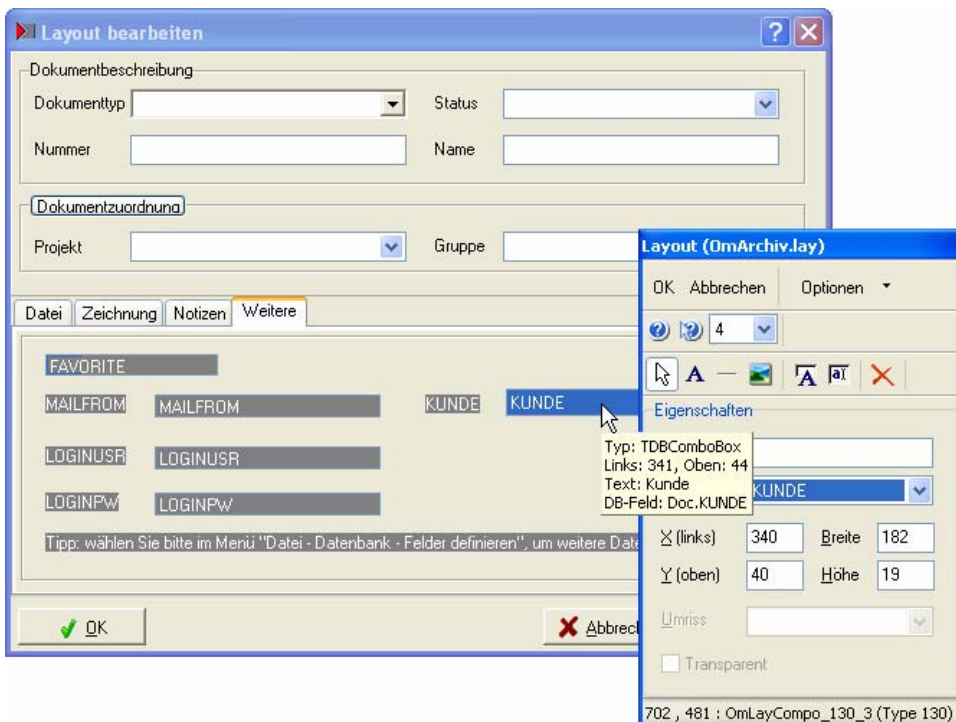 Layout bearbeiten
Dokumentbeschreibung
Dokumenttyp
Status
Nummer
Name
Dokumentzuordnung
Projekt
Gruppe
Datei Zeichnung Notizen Weitere
FAVORITE
MAILFROM MAILFROM KUNDE KUNDE
LOGINUSR LOGINUSR
LOGINPW LOGINPW
Tipp: wählen Sie bitte im Menü "Datei - Datenbank - Felder definieren", um weitere Date
OK
Abbrec
Typ: TDBComboBox
Links: 341, Oben: 44
Text: Kunde
DB-Feld: Doc.KUNDE
Layout (OmArchiv.lay)
OK Abbrechen Optionen
4
A A aI
Eigenschaften
KUNDE
X (links) 340 Breite 182
Y (oben) 40 Höhe 19
Umriss
Transparent
702 , 481 : OmLayCompo_130_3 (Type 130)